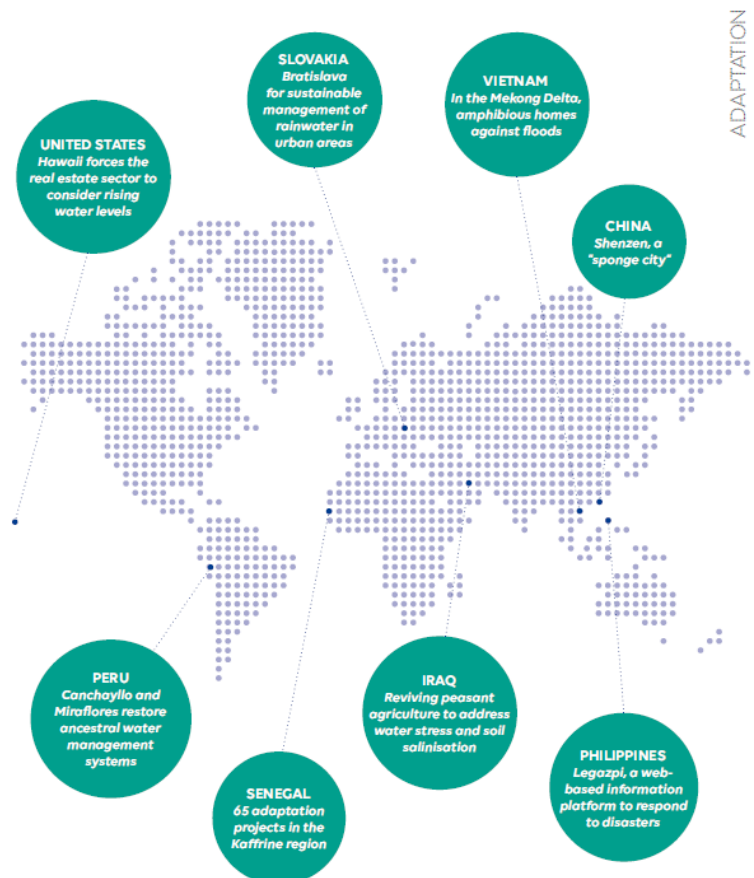 ADAPTATION
SLOVAKIA
Bratislava
for sustainable
management of
rainwater in
urban areas
VIETNAM
In the Mekong Delta,
amphibious homes
against floods
UNITED STATES
Hawaii forces the
real estate sector to
consider rising
water levels
CHINA
Shenzen, a
"sponge city"
PERU
Canchayllo and
Miraflores restore
ancestral water
management
systems
IRAQ
Reviving peasant
agriculture to address
water stress and soil
salinisation
SENEGAL
65 adaptation
projects in the
Kaffrine region
PHILIPPINES
Legazpi, a web-
based information
platform to respond
to disasters